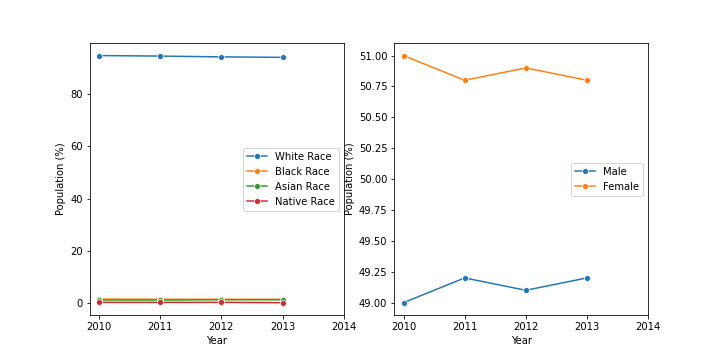 80
60
40
20
0
Population (%)
2010 2011 2012 2013 2014
Year
White Race
Black Race
Asian Race
Native Race
51.00
50.75
50.50
50.25
50.00
49.75
49.50
49.25
49.00
Population (%)
2010 2011 2012 2013 2014
Year
Male
Female